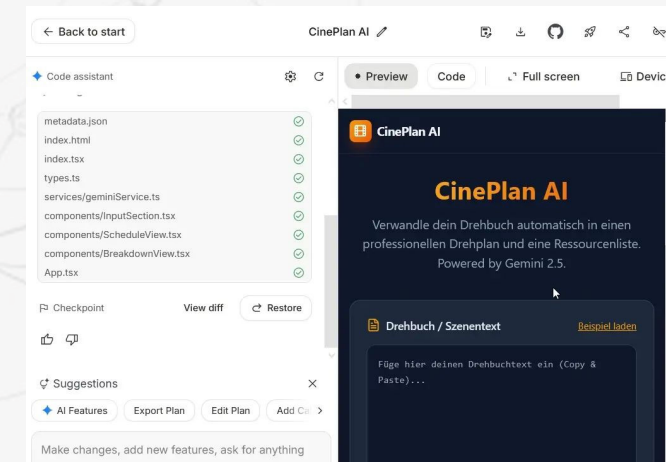 ← Back to start
CinePlan AI
Code assistant
Preview
Code
Full screen
metadata.json
index.html
index.tsx
types.ts
services/geminiService.ts
components/InputSection.tsx
components/ScheduleView.tsx
components/BreakdownView.tsx
App.tsx
Checkpoint
View diff
Restore
Suggestions
AI Features
Export Plan
Edit Plan
Add
Make changes, add new features, ask for anything
CinePlan AI
CinePlan AI
Verwandle dein Drehbuch automatisch in einen
professionellen Drehplan und eine Ressourcenliste.
Powered by Gemini 2.5.
Drehbuch / Szenentext
Beispiel laden
Füge hier deinen Drehbuchtext ein (Copy &
Paste)...